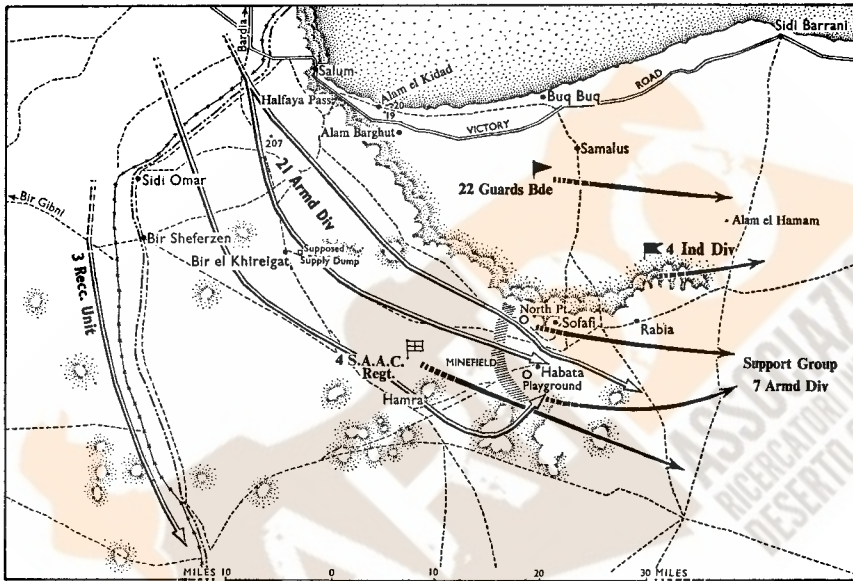 Sidi Barrani
Bardia
Salum
Alam el Kidad
20
19
Halfaya Pass
Buq Buq
ROAD
VICTORY
Alam Barghut
207
Samalus
21 Armd Div
22 Guards Bde
Sidi Omar
Bir Gibni
Alam el Hamam
Bir Sheferzen
4 Ind Div
Supposed
Supply Dump
Bir el Khireigat
3 Recc. Unit
North Pt.
Sofafi
Rabia
4 S.A.A.C.
Regt.
MINEFIELD
Habata
Playground
Support Group
7 Armd Div
Hamra
MILES 10
0
10
20
30 MILES